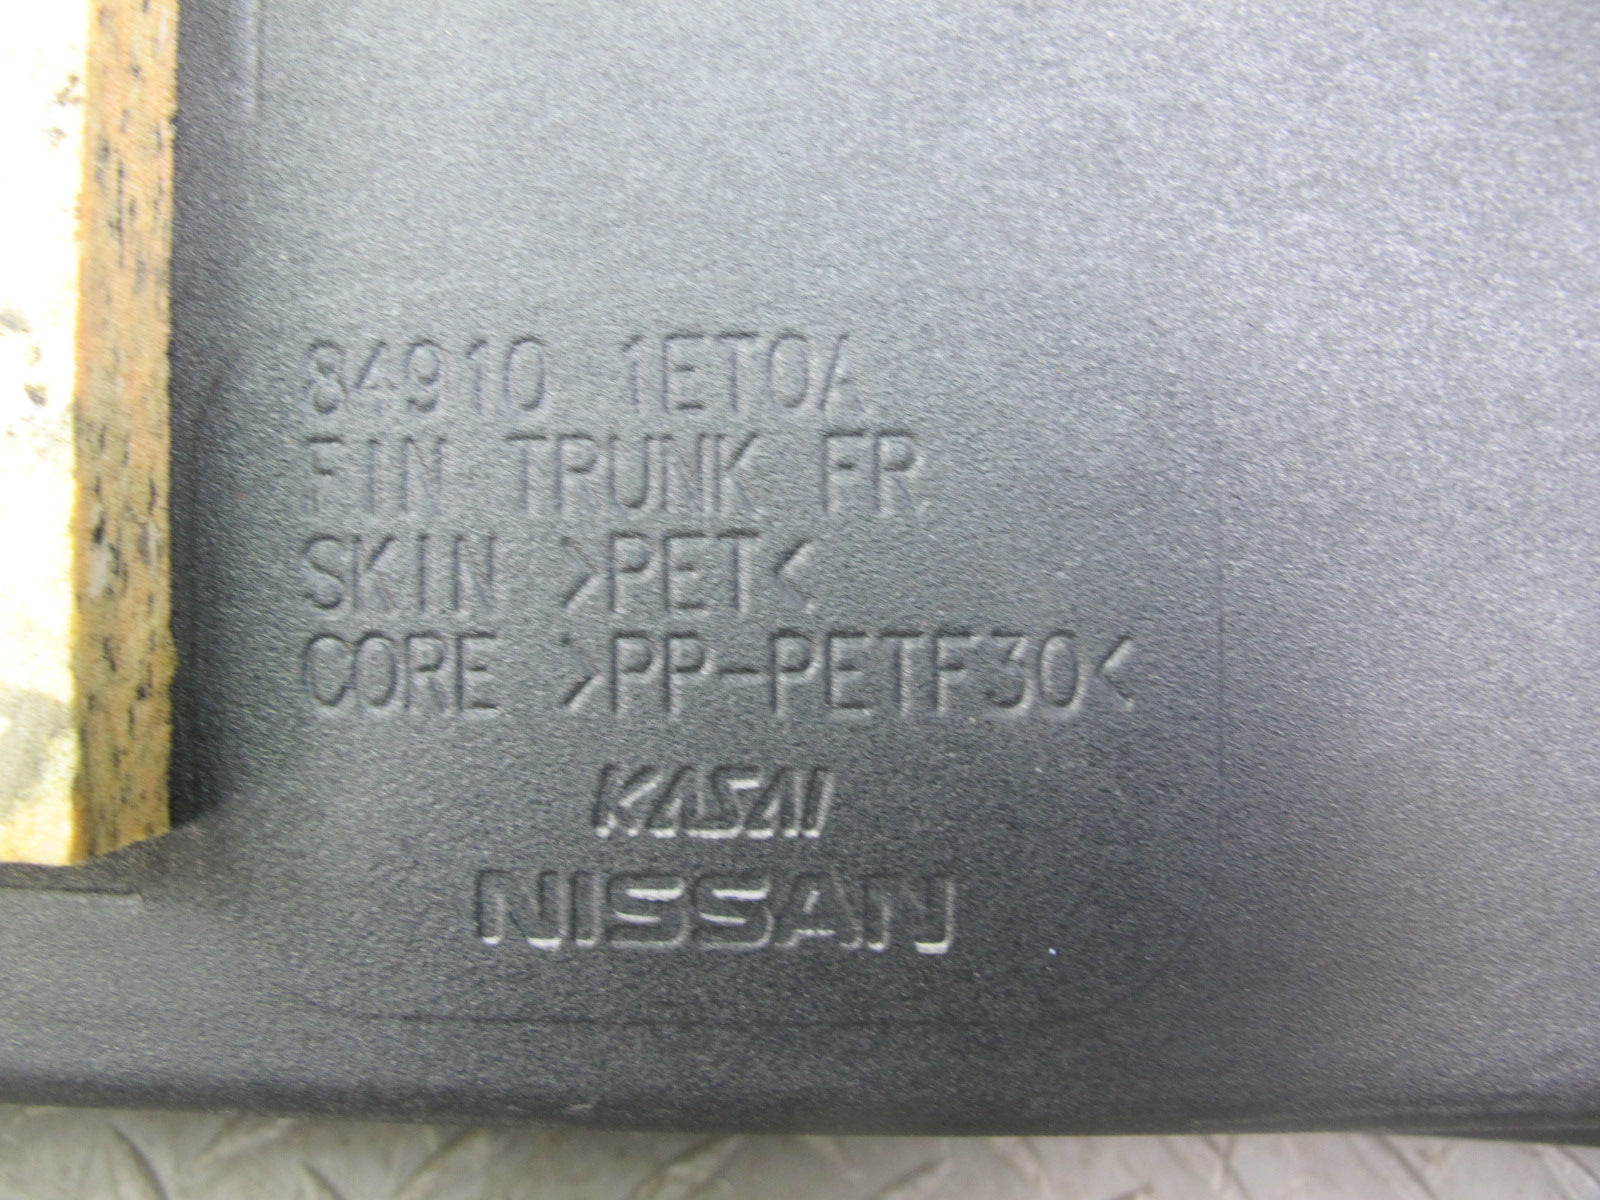 84910 1ET0A
FIN TRUNK FR
SKIN >PET<
CORE >PP-PETF30<
KASAI
NISSAN